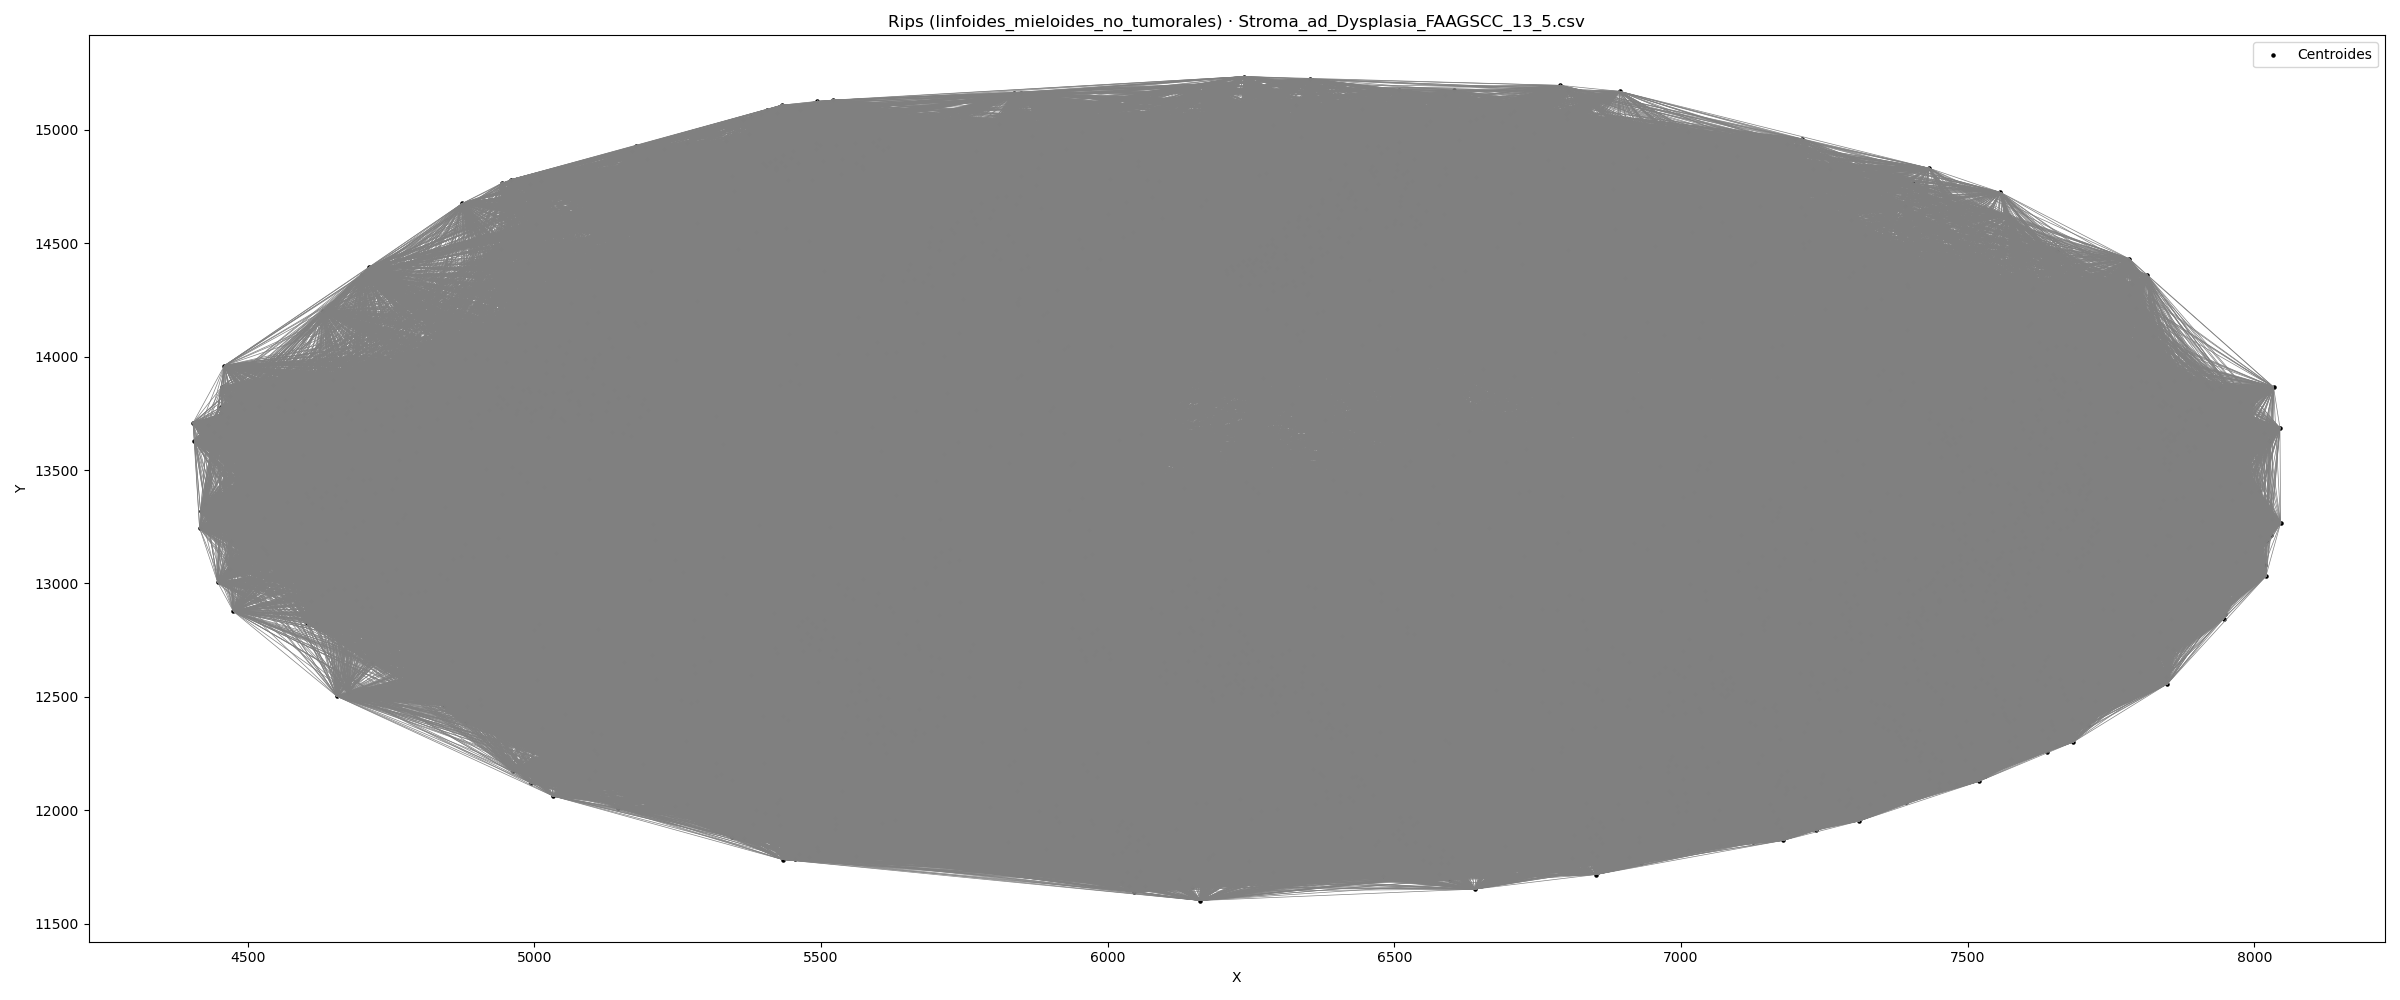 Rips (linfoides_mieloides_no_tumorales) · Stroma_ad_Dysplasia_FAAGSCC_13_5.csv
Centroides
15000
14500
14000
13500
13000
12500
12000
11500
Y
4500 5000 5500 6000 6500 7000 7500 8000
X